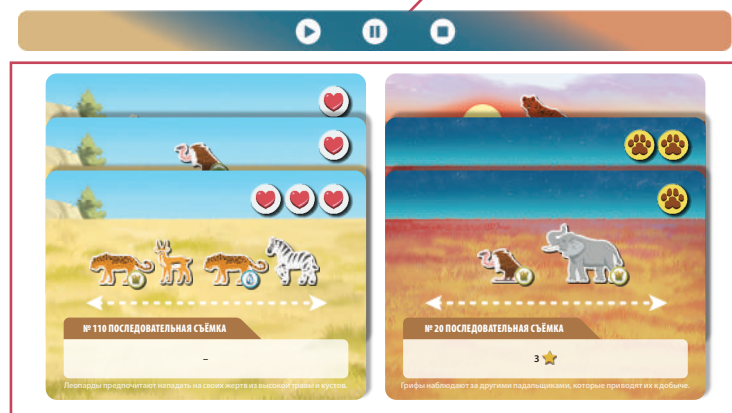 № 110 ПОСЛЕДОВАТЕЛЬНАЯ СЪЁМКА
–
Леопарды предпочитают нападать на своих жертв из высокой травы и кустов.
№ 20 ПОСЛЕДОВАТЕЛЬНАЯ СЪЁМКА
3
Грифы наблюдают за другими падальщиками, которые приводят их к добыче.